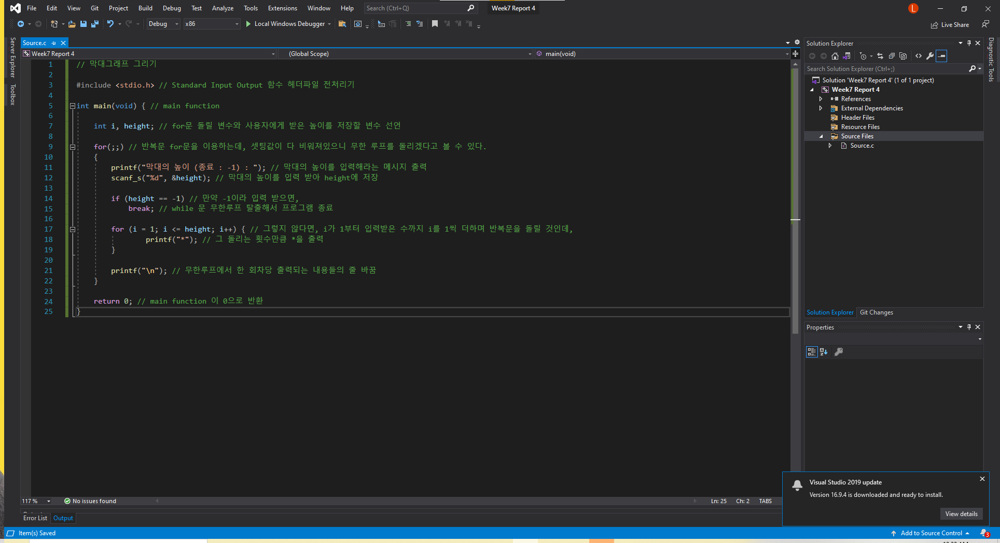 File Edit View Git Project Build Debug Test Analyze Tools Extensions Window Help Search (Ctrl+Q) Week7 Report 4 L
Debug x86 Local Windows Debugger Live Share
Server Explorer
Toolbox
Source.c
Week7 Report 4 (Global Scope) main(void)
1 // 막대그래프 그리기
2
3 #include <stdio.h> // Standard Input Output 함수 헤더파일 전처리기
4
5 int main(void) { // main function
6
7 int i, height; // for문 돌릴 변수와 사용자에게 받은 높이를 저장할 변수 선언
8
9 for(;;) // 반복문 for문을 이용하는데, 셋팅값이 다 비워져있으니 무한 루프를 돌리겠다고 볼 수 있다.
10 {
11 printf("막대의 높이 (종료 : -1) : "); // 막대의 높이를 입력해라는 메시지 출력
12 scanf_s("%d", &height); // 막대의 높이를 입력 받아 height에 저장
13
14 if (height == -1) // 만약 -1이라 입력 받으면,
15 break; // while 문 무한루프 탈출해서 프로그램 종료
16
17 for (i = 1; i <= height; i++) { // 그렇지 않다면, i가 1부터 입력받은 수까지 i를 1씩 더하며 반복문을 돌릴 것인데,
18 printf("*"); // 그 돌리는 횟수만큼 *을 출력
19 }
20
21 printf("\n"); // 무한루프에서 한 회차당 출력되는 내용들의 줄 바꿈
22 }
23
24 return 0; // main function 이 0으로 반환
25 }
117 % No issues found Ln: 25 Ch: 2 TABS
Error List Output
Item(s) Saved
Solution Explorer
Search Solution Explorer (Ctrl+;)
Solution 'Week7 Report 4' (1 of 1 project)
Week7 Report 4
References
External Dependencies
Header Files
Resource Files
Source Files
Source.c
Solution Explorer Git Changes
Properties
Diagnostic Tools
Visual Studio 2019 update
Version 16.9.4 is downloaded and ready to install.
View details
Add to Source Control 3